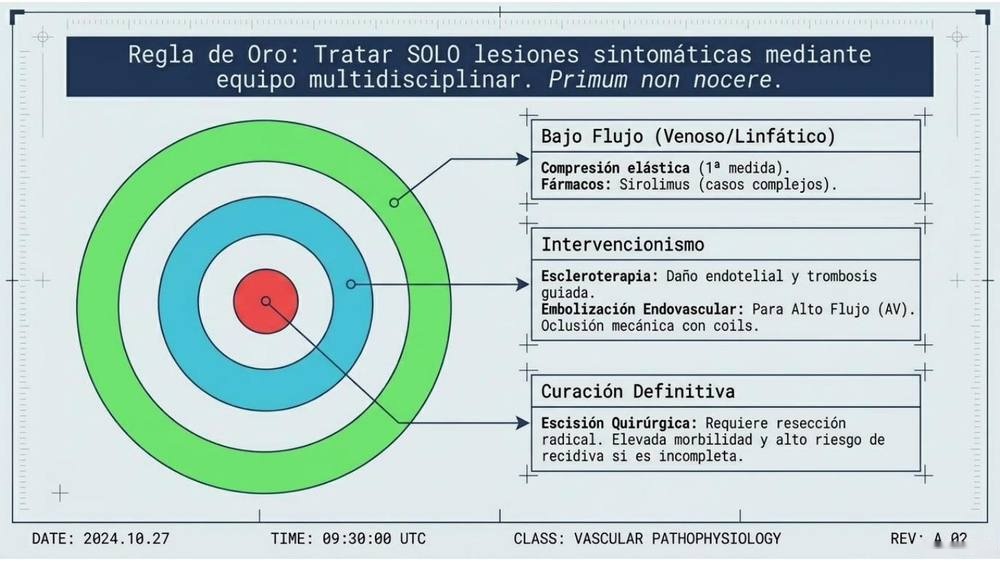 Regla de Oro: Tratar SOLO lesiones sintomáticas mediante
equipo multidisciplinar. Primum non nocere.
Bajo Flujo (Venoso/Linfático)
Compresión elástica (1ª medida).
Fármacos: Sirolimus (casos complejos).
Intervencionismo
Escleroterapia: Daño endotelial y trombosis
guiada.
Embolización Endovascular: Para Alto Flujo (AV).
Oclusión mecánica con coils.
Curación Definitiva
Escisión Quirúrgica: Requiere resección
radical. Elevada morbilidad y alto riesgo de
recidiva si es incompleta.
DATE: 2024.10.27
TIME: 09:30:00 UTC
CLASS: VASCULAR PATHOPHYSIOLOGY
REV: